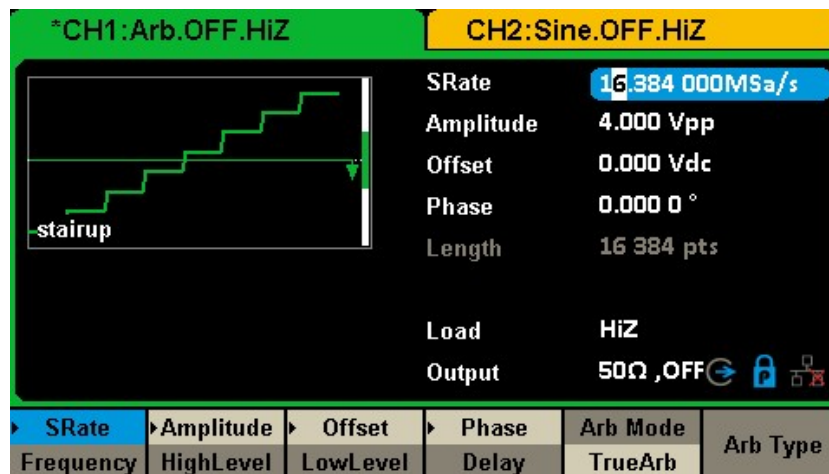 *CH1:Arb.OFF.HiZ
CH2:Sine.OFF.HiZ
stairup
SRate 16.384 000MSa/s
Amplitude 4.000 Vpp
Offset 0.000 Vdc
Phase 0.000 0 °
Length 16 384 pts
Load HiZ
Output 50Ω ,OFF
SRate Amplitude Offset Phase Arb Mode Arb Type
Frequency HighLevel LowLevel Delay TrueArb